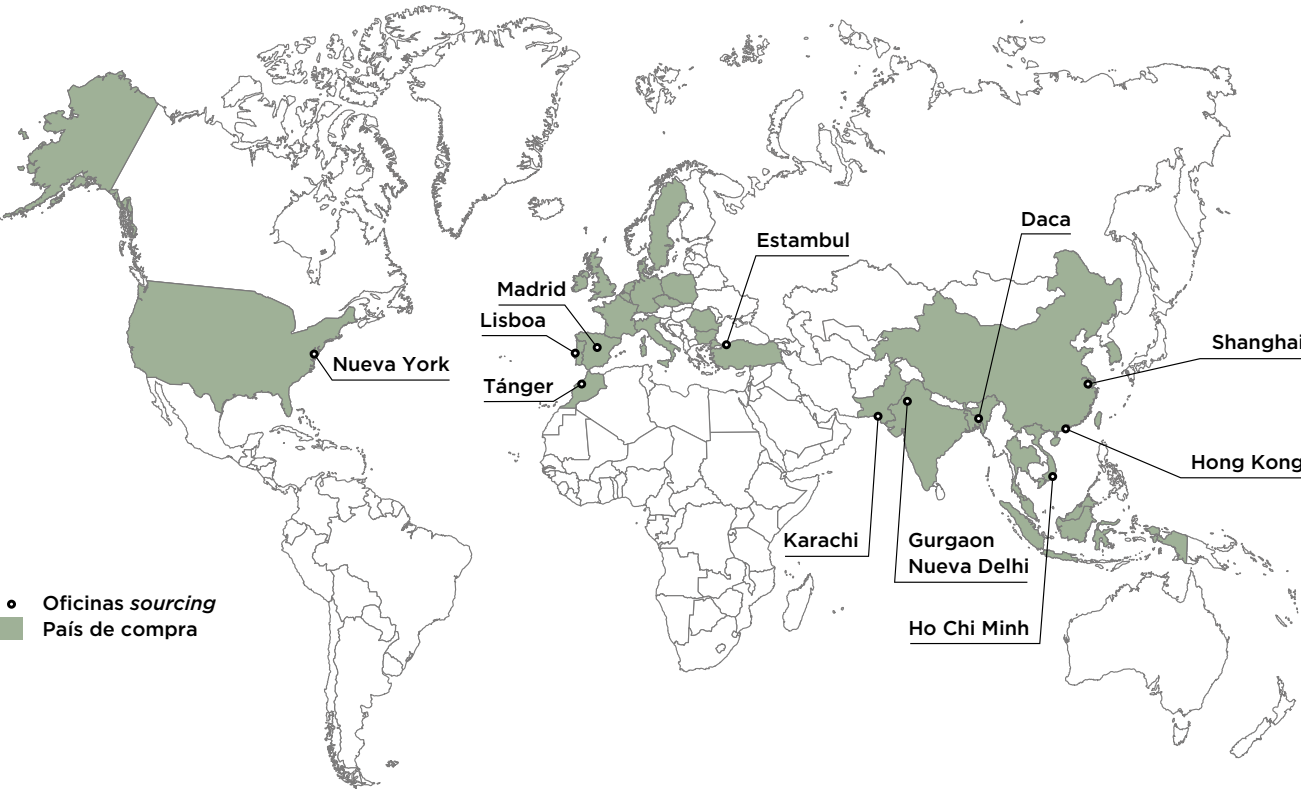 Daca
Estambul
Madrid
Lisboa
Shanghai
Nueva York
Tánger
Hong Kong
Karachi
Gurgaon
Nueva Delhi
Oficinas sourcing
País de compra
Ho Chi Minh